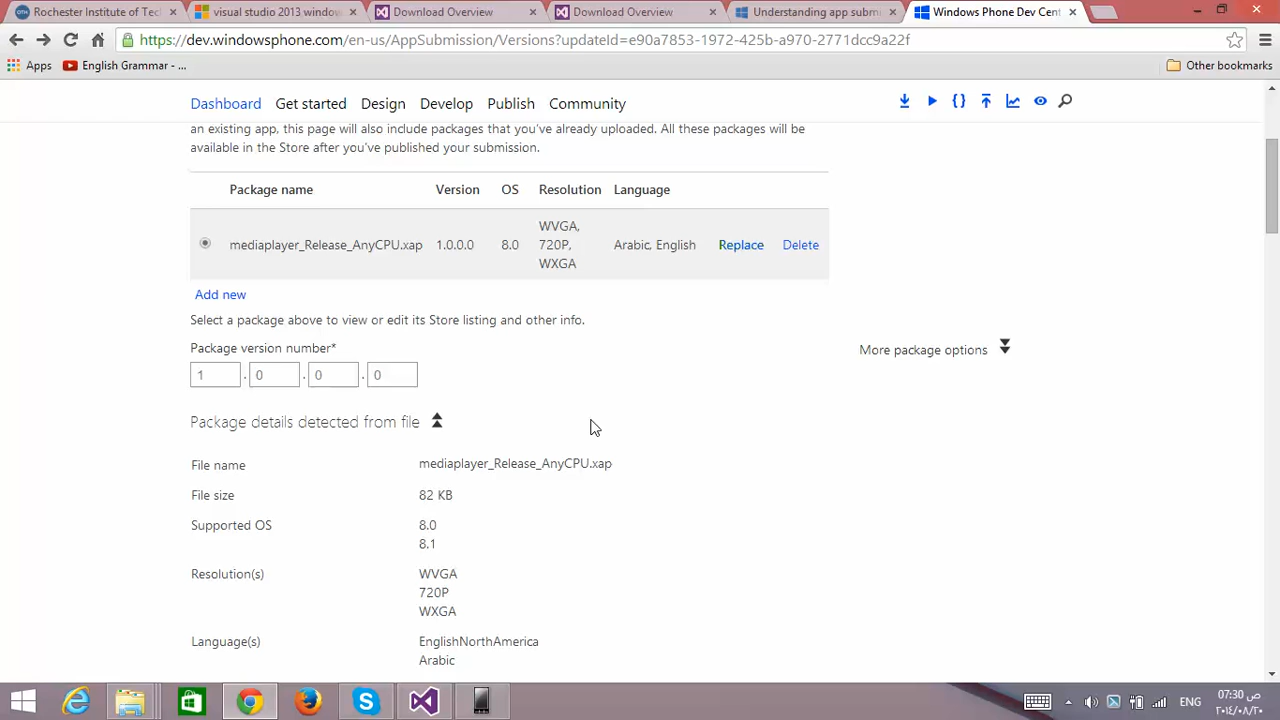 Rochester Institute of Tech
visual studio 2013 window
Download Overview
Download Overview
Understanding app subm
Windows Phone Dev Cent
https://dev.windowsphone.com/en-us/AppSubmission/Versions?updateId=e90a7853-1972-425b-a970-2771dcc9a22f
Apps
English Grammar - ...
Other bookmarks
Dashboard Get started Design Develop Publish Community
an existing app, this page will also include packages that you've already uploaded. All these packages will be
available in the Store after you've published your submission.
Package name Version OS Resolution Language
mediaplayer_Release_AnyCPU.xap 1.0.0.0 8.0
WVGA,
720P,
WXGA
Arabic, English Replace Delete
Add new
Select a package above to view or edit its Store listing and other info.
Package version number*
1 . 0 . 0 . 0
More package options
Package details detected from file
File name mediaplayer_Release_AnyCPU.xap
File size 82 KB
Supported OS 8.0
8.1
Resolution(s) WVGA
720P
WXGA
Language(s) EnglishNorthAmerica
Arabic
ENG
07:30 ص
٢٠١٤/٠٨/٢٠